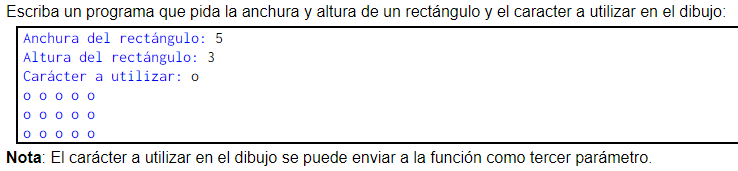 Escriba un programa que pida la anchura y altura de un rectángulo y el caracter a utilizar en el dibujo:
Anchura del rectángulo: 5
Altura del rectángulo: 3
Carácter a utilizar: o
o o o o o
o o o o o
o o o o o
Nota: El carácter a utilizar en el dibujo se puede enviar a la función como tercer parámetro.